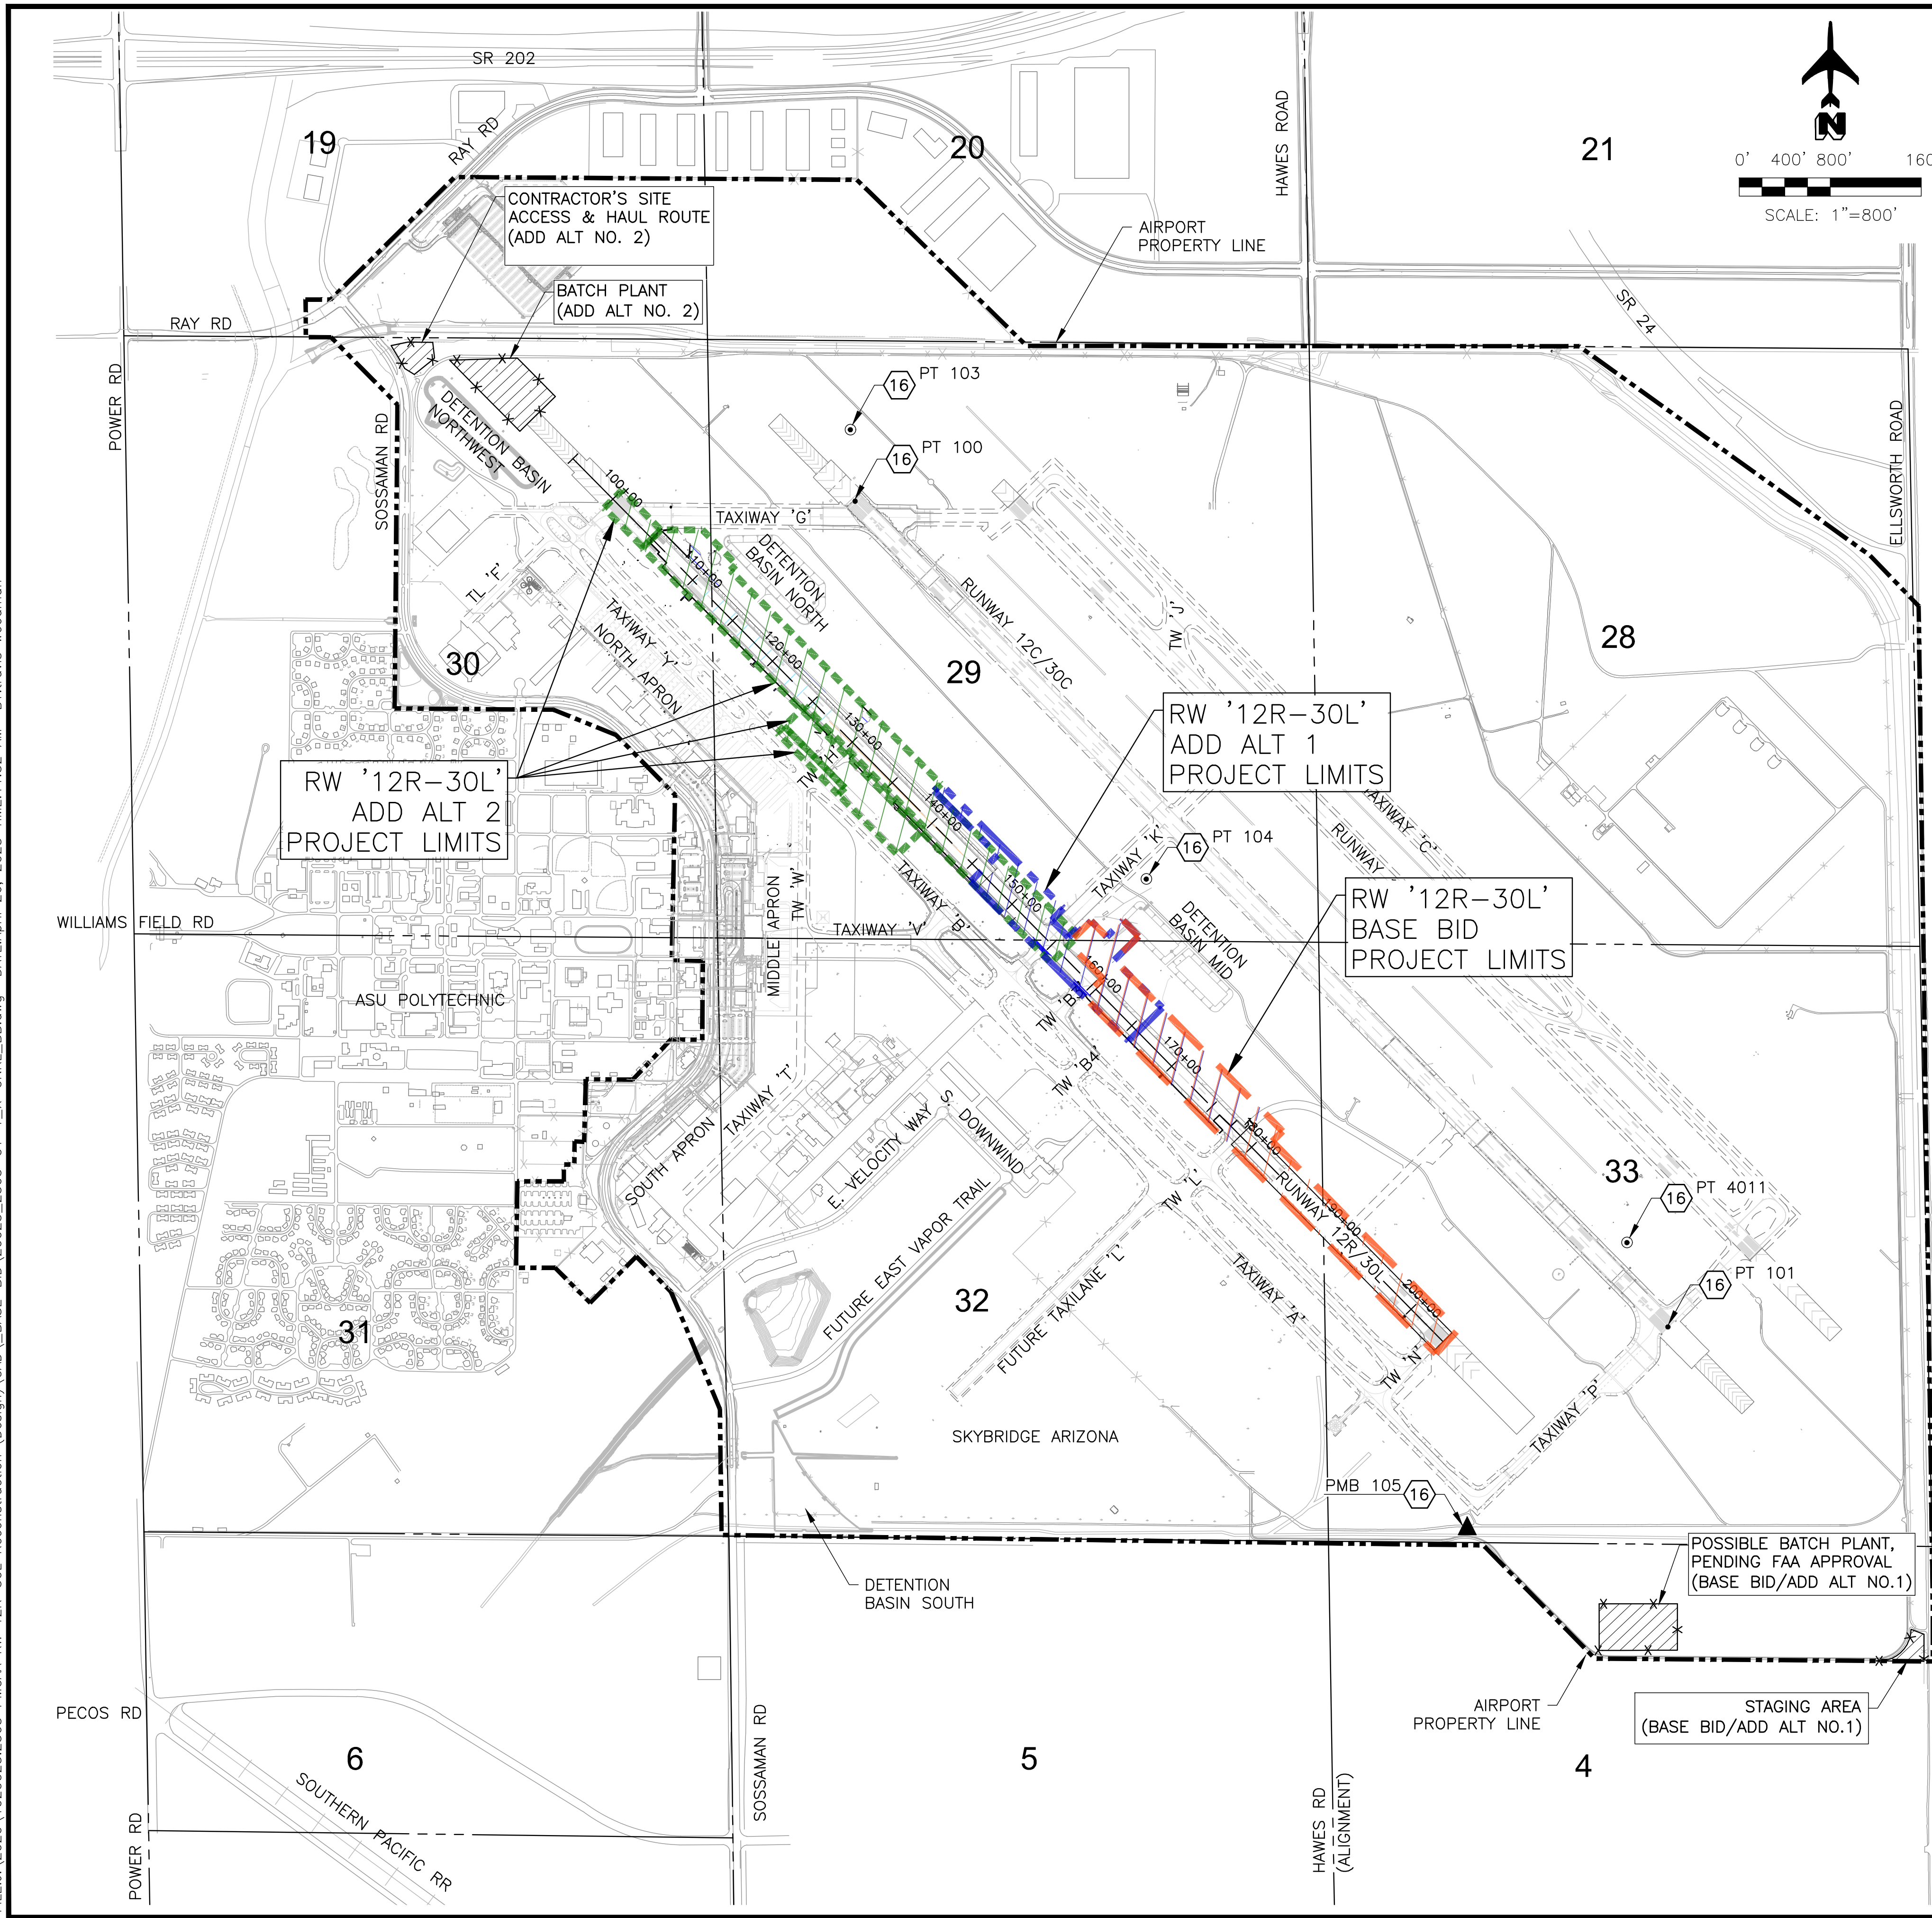 SR 202
19
RAY RD
20
HAWES ROAD
21
N
0' 400' 800' 160
SCALE: 1"=800'
CONTRACTOR'S SITE
ACCESS & HAUL ROUTE
(ADD ALT NO. 2)
AIRPORT
PROPERTY LINE
BATCH PLANT
(ADD ALT NO. 2)
SR 24
RAY RD
POWER RD
SOSSAMAN RD
ELLSWORTH ROAD
16 PT 103
16 PT 100
DETENTION BASIN
NORTHWEST
100+00
TAXIWAY 'G'
DETENTION
BASIN NORTH
TL 'F'
110+00
RUNWAY 12C/30C
TW 'J'
TAXIWAY 'Y'
NORTH APRON
120+00
30
29
28
RW '12R-30L'
ADD ALT 1
PROJECT LIMITS
130+00
TW 'H'
RW '12R-30L'
ADD ALT 2
PROJECT LIMITS
140+00
TAXIWAY 'C'
RUNWAY
16 PT 104
TAXIWAY 'K'
150+00
TAXIWAY 'B'
TW 'W'
MIDDLE APRON
RW '12R-30L'
BASE BID
PROJECT LIMITS
WILLIAMS FIELD RD
TAXIWAY 'V'
DETENTION
BASIN MID
160+00
ASU POLYTECHNIC
TW 'B'
TW 'B4'
170+00
TAXIWAY 'T'
SOUTH APRON
E. VELOCITY WAY
S. DOWNWIND
180+00
RUNWAY 12R/30L
190+00
TW 'L'
33
16 PT 4011
FUTURE EAST VAPOR TRAIL
FUTURE TAXILANE 'L'
TAXIWAY 'A'
200+00
16 PT 101
32
31
TW 'N'
TAXIWAY 'P'
SKYBRIDGE ARIZONA
PMB 105 16
POSSIBLE BATCH PLANT,
PENDING FAA APPROVAL
(BASE BID/ADD ALT NO.1)
DETENTION
BASIN SOUTH
PECOS RD
AIRPORT
PROPERTY LINE
STAGING AREA
(BASE BID/ADD ALT NO.1)
SOSSAMAN RD
6
5
4
SOUTHERN PACIFIC RR
POWER RD
HAWES RD
(ALIGNMENT)